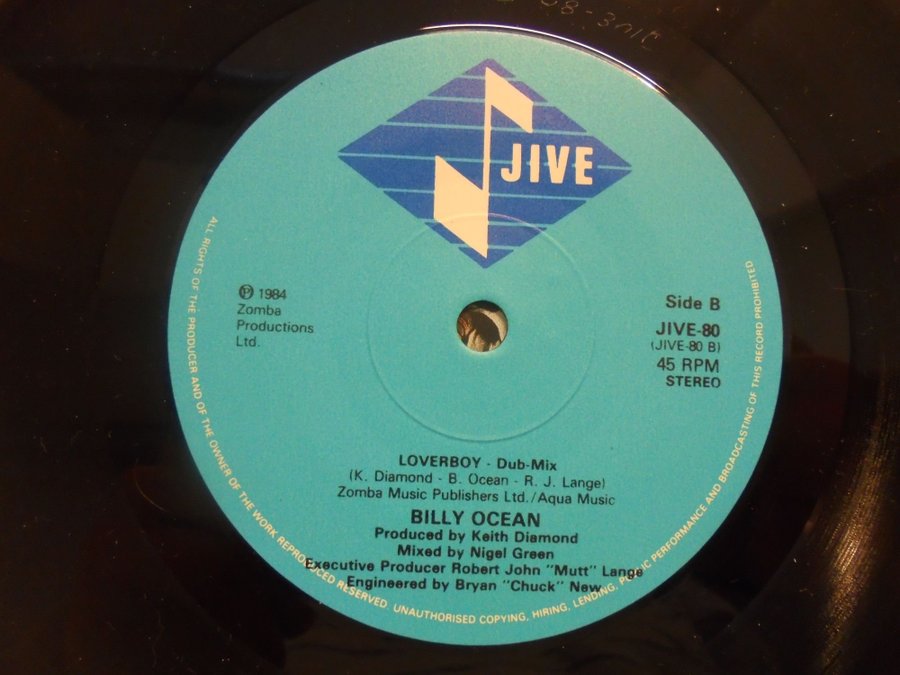 JIVE
Ⓟ 1984
Zomba
Productions
Ltd.
Side B
JIVE-80
(JIVE-80 B)
45 RPM
STEREO
LOVERBOY - Dub-Mix
(K. Diamond - B. Ocean - R. J. Lange)
Zomba Music Publishers Ltd./Aqua Music
BILLY OCEAN
Produced by Keith Diamond
Mixed by Nigel Green
Executive Producer Robert John "Mutt" Lange
Engineered by Bryan "Chuck" New
ALL RIGHTS OF THE PRODUCER AND OF THE OWNER OF THE WORK REPRODUCED RESERVED. UNAUTHORISED COPYING, HIRING, LENDING, PUBLIC PERFORMANCE AND BROADCASTING OF THIS RECORD PROHIBITED